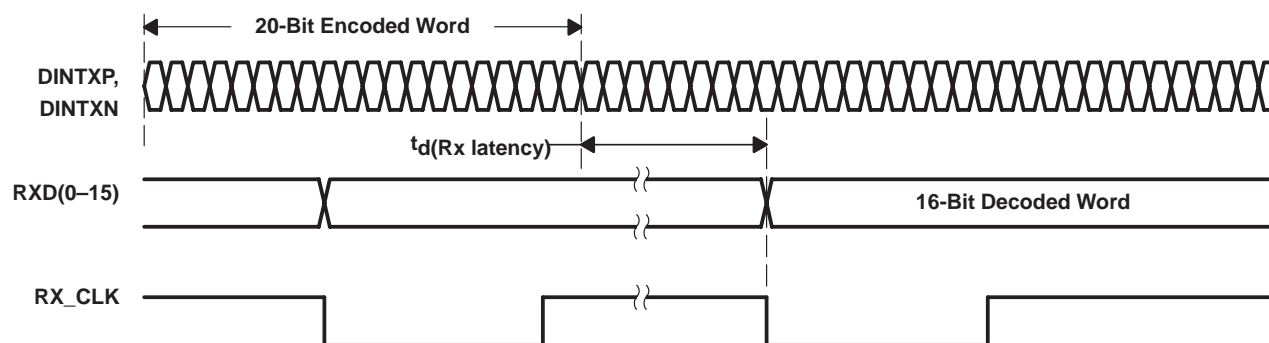 20-Bit Encoded Word
DINTXP,
DINTXN
td(Rx latency)
RXD(0–15)
16-Bit Decoded Word
RX_CLK